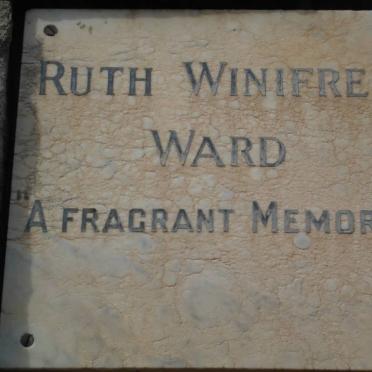 RUTH WINIFRE
WARD
"A FRAGRANT MEMOR